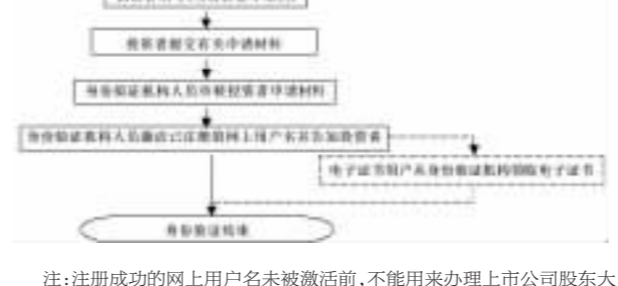 投资者提交有关申请材料
身份验证机构人员审核投资者申请材料
身份验证机构人员激活已注册的网上用户名并告知投资者
电子证书用户从身份验证机构领取电子证书
身份验证结束
注:注册成功的网上用户名未被激活前,不能用来办理上市公司股东大